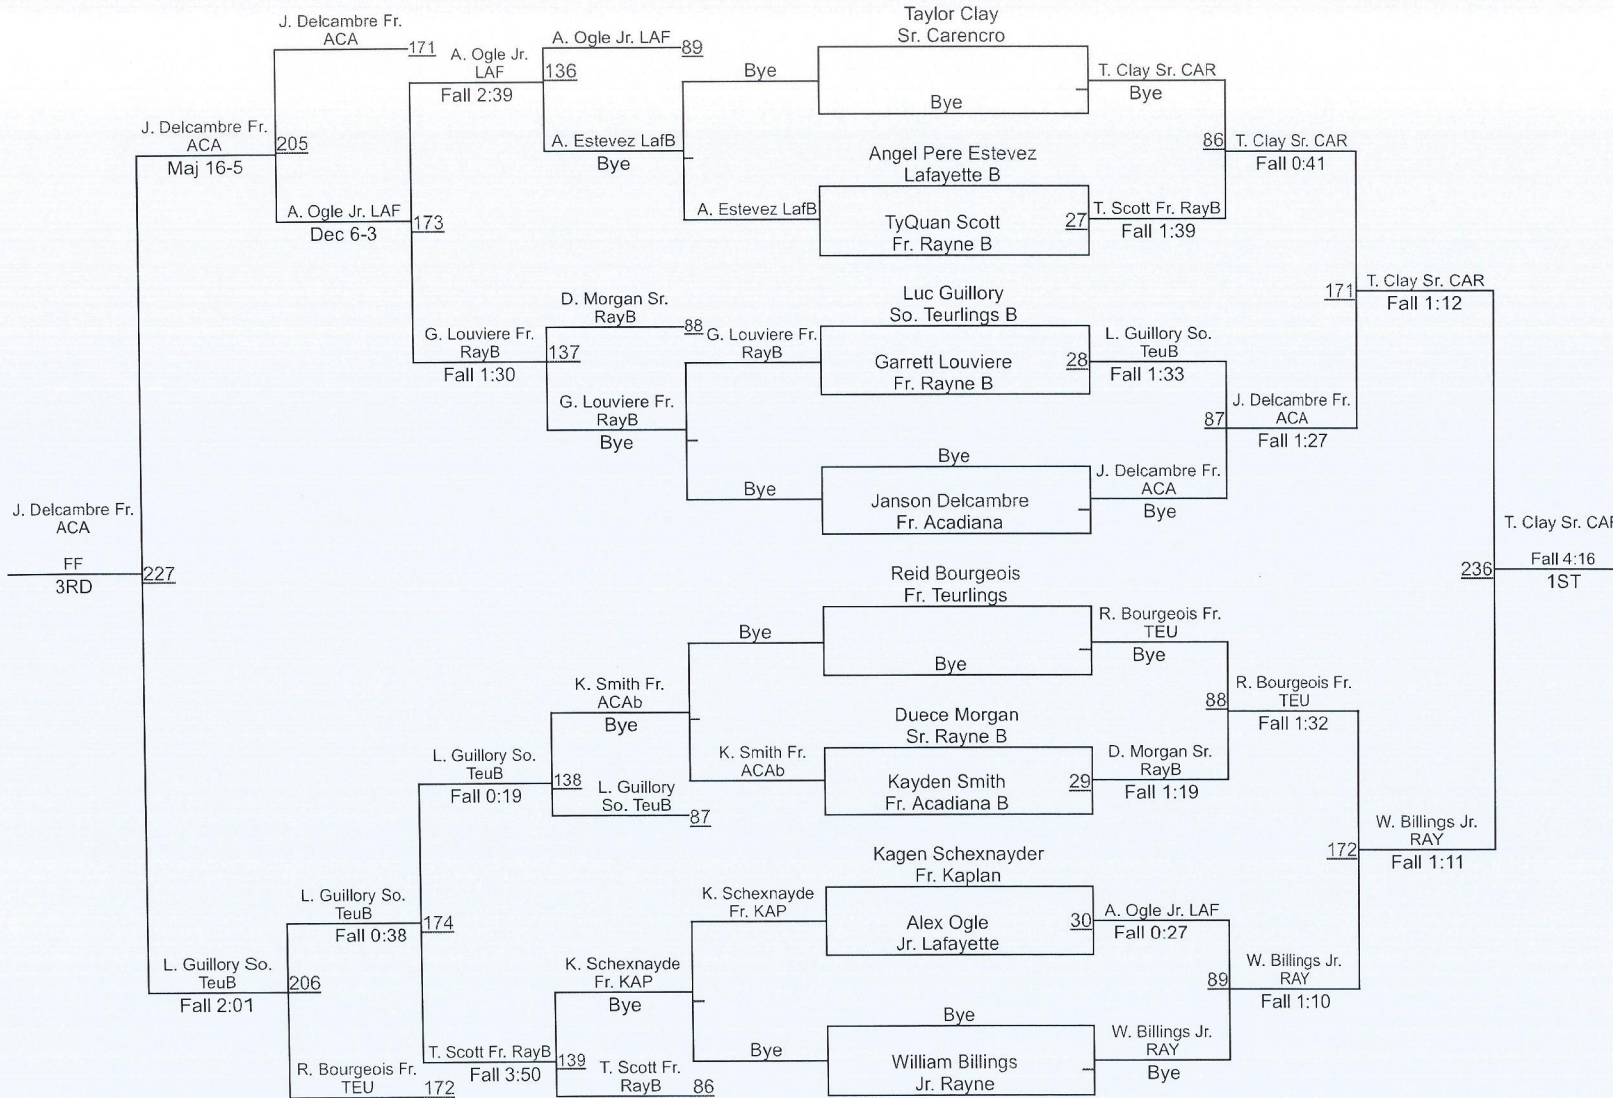 J. Delcambre Fr.
ACA
171
J. Delcambre Fr.
ACA
Maj 16-5
205
A. Ogle Jr. LAF
Dec 6-3
173
A. Ogle Jr.
LAF
Fall 2:39
136
A. Ogle Jr. LAF
89
A. Estevez LafB
Bye
Bye
A. Estevez LafB
G. Louviere Fr.
RayB
Fall 1:30
137
D. Morgan Sr.
RayB
88
G. Louviere Fr.
RayB
Bye
G. Louviere Fr.
RayB
Bye
J. Delcambre Fr.
ACA
FF
3RD
227
L. Guillory So.
TeuB
Fall 2:01
206
L. Guillory So.
TeuB
Fall 0:38
174
R. Bourgeois Fr.
TEU
172
L. Guillory So.
TeuB
Fall 0:19
138
K. Smith Fr.
ACAb
Bye
L. Guillory
So. TeuB
87
Bye
K. Smith Fr.
ACAb
T. Scott Fr. RayB
Fall 3:50
139
K. Schexnayde
Fr. KAP
Bye
T. Scott Fr.
RayB
86
K. Schexnayde
Fr. KAP
Bye
Taylor Clay
Sr. Carencro
Bye
T. Clay Sr. CAR
Bye
Angel Pere Estevez
Lafayette B
TyQuan Scott
Fr. Rayne B
27
T. Scott Fr. RayB
Fall 1:39
86
T. Clay Sr. CAR
Fall 0:41
Luc Guillory
So. Teurlings B
Garrett Louviere
Fr. Rayne B
28
L. Guillory So.
TeuB
Fall 1:33
Bye
Janson Delcambre
Fr. Acadiana
J. Delcambre Fr.
ACA
Bye
87
J. Delcambre Fr.
ACA
Fall 1:27
171
T. Clay Sr. CAR
Fall 1:12
Reid Bourgeois
Fr. Teurlings
Bye
R. Bourgeois Fr.
TEU
Bye
Duece Morgan
Sr. Rayne B
Kayden Smith
Fr. Acadiana B
29
D. Morgan Sr.
RayB
Fall 1:19
88
R. Bourgeois Fr.
TEU
Fall 1:32
Kagen Schexnayder
Fr. Kaplan
Alex Ogle
Jr. Lafayette
30
A. Ogle Jr. LAF
Fall 0:27
Bye
William Billings
Jr. Rayne
W. Billings Jr.
RAY
Bye
89
W. Billings Jr.
RAY
Fall 1:10
172
W. Billings Jr.
RAY
Fall 1:11
236
T. Clay Sr. CAR
Fall 4:16
1ST